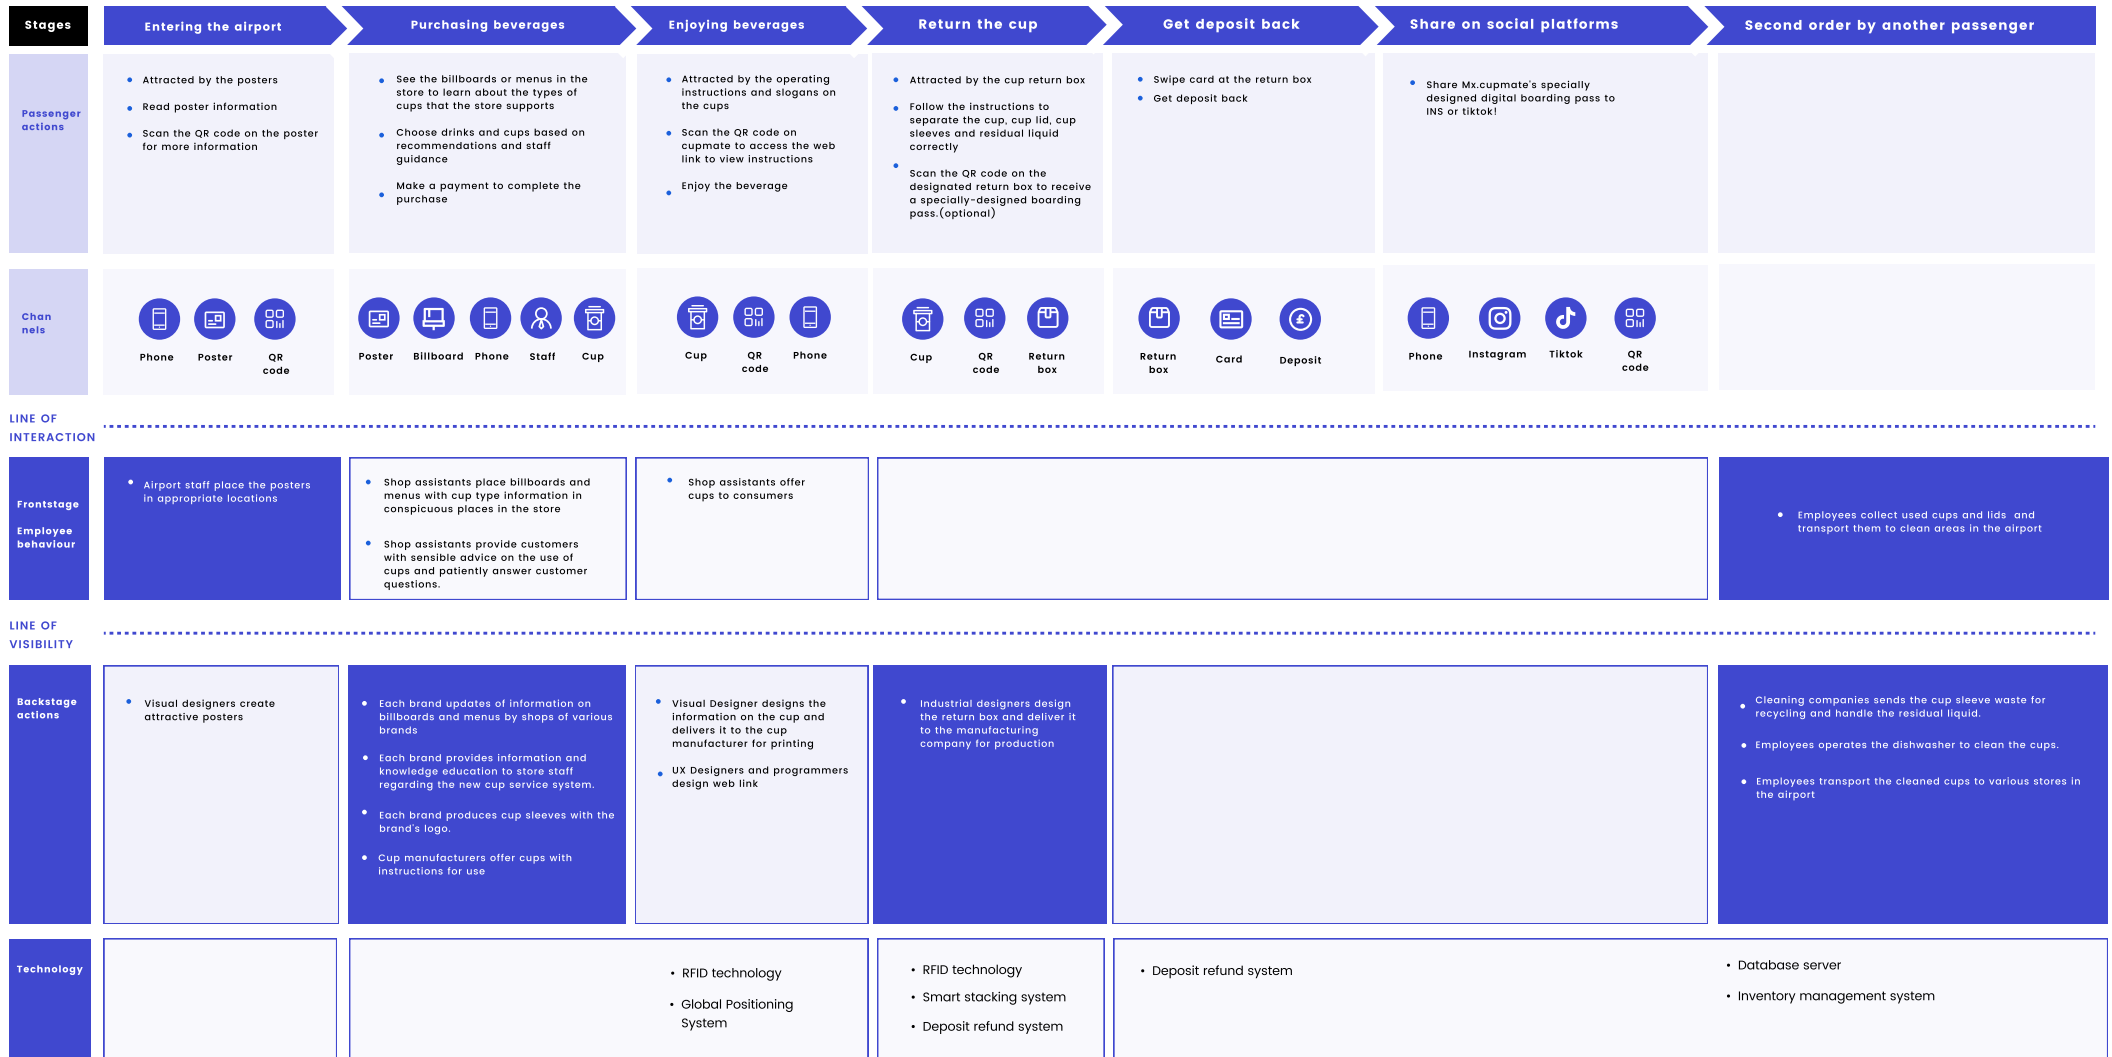 Stages
Entering the airport
Purchasing beverages
Enjoying beverages
Return the cup
Get deposit back
Share on social platforms
Second order by another passenger
Passenger
actions
• Attracted by the posters
• Read poster information
• Scan the QR code on the poster
for more information
• See the billboards or menus in the
store to learn about the types of
cups that the store supports
• Choose drinks and cups based on
recommendations and staff
guidance
• Make a payment to complete the
purchase
• Attracted by the operating
instructions and slogans on
the cups
• Scan the QR code on
cupmate to access the web
link to view instructions
• Enjoy the beverage
• Attracted by the cup return box
• Follow the instructions to
separate the cup, cup lid, cup
sleeves and residual liquid
correctly
• Scan the QR code on the
designated return box to receive
a specially-designed boarding
pass.(optional)
• Swipe card at the return box
• Get deposit back
• Share Mx.cupmate's specially
designed digital boarding pass to
INS or tiktok!
Chan
nels
Phone
Poster
QR
code
Poster
Billboard
Phone
Staff
Cup
Cup
QR
code
Phone
Cup
QR
code
Return
box
Return
box
Card
£
Deposit
Phone
Instagram
Tiktok
QR
code
LINE OF
INTERACTION
Frontstage
Employee
behaviour
• Airport staff place the posters
in appropriate locations
• Shop assistants place billboards and
menus with cup type information in
conspicuous places in the store
• Shop assistants provide customers
with sensible advice on the use of
cups and patiently answer customer
questions.
• Shop assistants offer
cups to consumers
• Employees collect used cups and lids and
transport them to clean areas in the airport
LINE OF
VISIBILITY
Backstage
actions
• Visual designers create
attractive posters
• Each brand updates of information on
billboards and menus by shops of various
brands
• Each brand provides information and
knowledge education to store staff
regarding the new cup service system.
• Each brand produces cup sleeves with the
brand's logo.
• Cup manufacturers offer cups with
instructions for use
• Visual Designer designs the
information on the cup and
delivers it to the cup
manufacturer for printing
• UX Designers and programmers
design web link
• Industrial designers design
the return box and deliver it
to the manufacturing
company for production
• Cleaning companies sends the cup sleeve waste for
recycling and handle the residual liquid.
• Employees operates the dishwasher to clean the cups.
• Employees transport the cleaned cups to various stores in
the airport
Technology
• RFID technology
• Global Positioning
System
• RFID technology
• Smart stacking system
• Deposit refund system
• Deposit refund system
• Database server
• Inventory management system